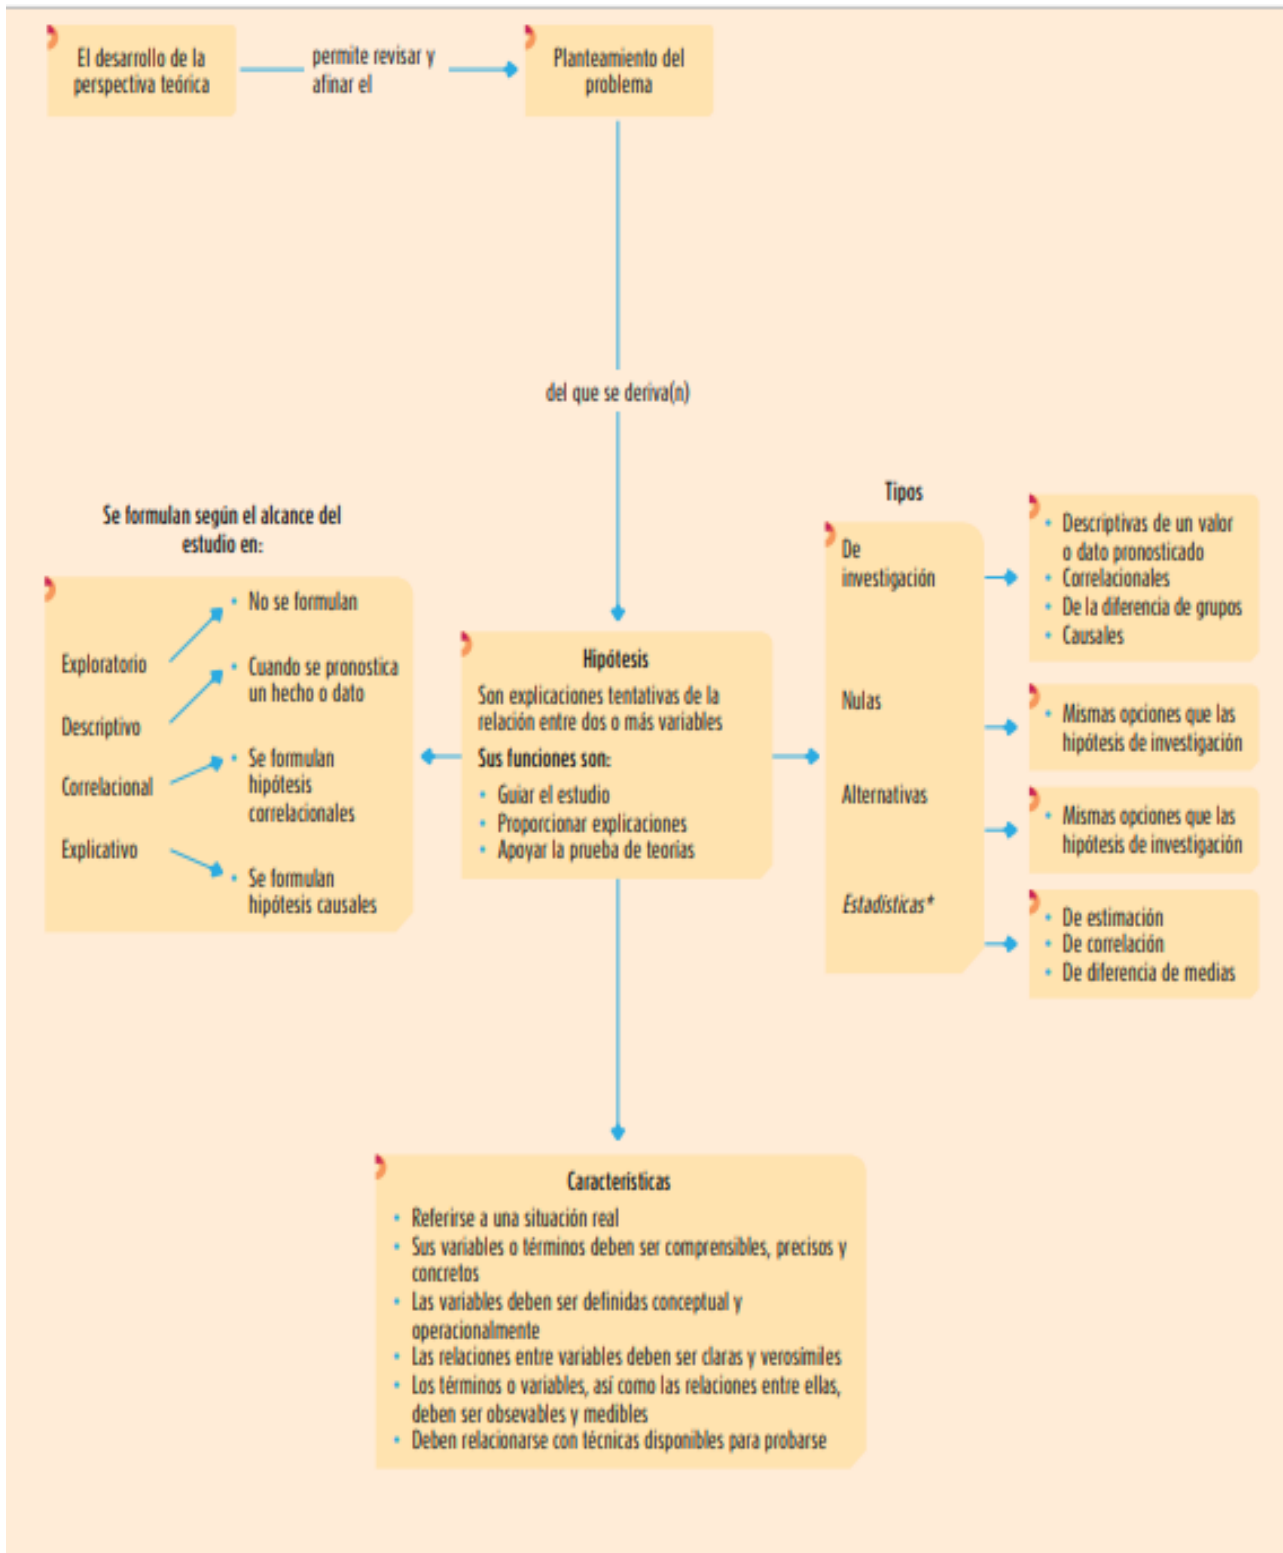 El desarrollo de la
perspectiva teórica
permite revisar y
afinar el
Planteamiento del
problema
del que se deriva(n)
Se formulan según el alcance del
estudio en:
Exploratorio
Descriptivo
Correlacional
Explicativo
• No se formulan
• Cuando se pronostica
un hecho o dato
• Se formulan
hipótesis
correlacionales
• Se formulan
hipótesis causales
Hipótesis
Son explicaciones tentativas de la
relación entre dos o más variables
Sus funciones son:
• Guiar el estudio
• Proporcionar explicaciones
• Apoyar la prueba de teorías
Tipos
De
investigación
Nulas
Alternativas
Estadísticas*
• Descriptivas de un valor
o dato pronosticado
• Correlacionales
• De la diferencia de grupos
• Causales
• Mismas opciones que las
hipótesis de investigación
• Mismas opciones que las
hipótesis de investigación
• De estimación
• De correlación
• De diferencia de medias
Características
• Referirse a una situación real
• Sus variables o términos deben ser comprensibles, precisos y
concretos
• Las variables deben ser definidas conceptual y
operacionalmente
• Las relaciones entre variables deben ser claras y verosímiles
• Los términos o variables, así como las relaciones entre ellas,
deben ser obsevables y medibles
• Deben relacionarse con técnicas disponibles para probarse